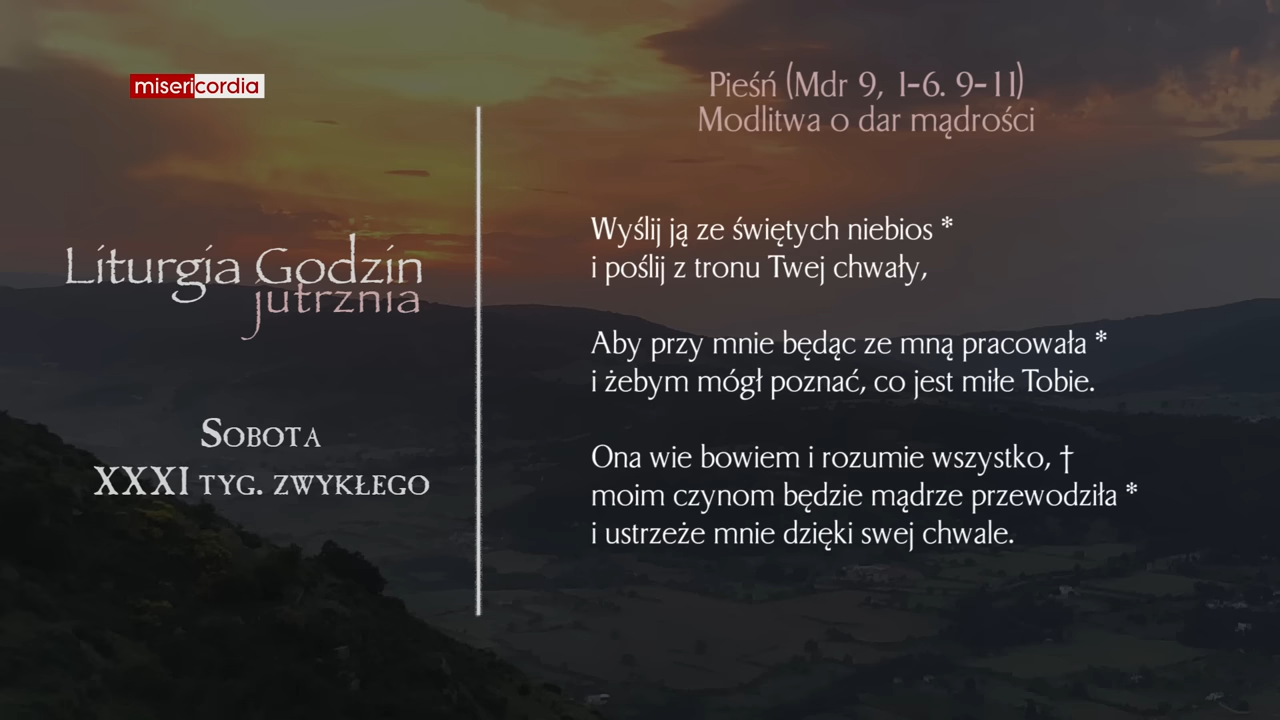 misericordia
Liturgia Godzin
jutrznia
Sobota
XXXI tyg. zwykłego
Pieśń (Mdr 9, 1-6. 9-11)
Modlitwa o dar mądrości
Wyślij ją ze świętych niebios *
i poślij z tronu Twej chwały,
Aby przy mnie będąc ze mną pracowała *
i żebym mógł poznać, co jest miłe Tobie.
Ona wie bowiem i rozumie wszystko, †
moim czynom będzie mądrze przewodziła *
i ustrzeże mnie dzięki swej chwale.